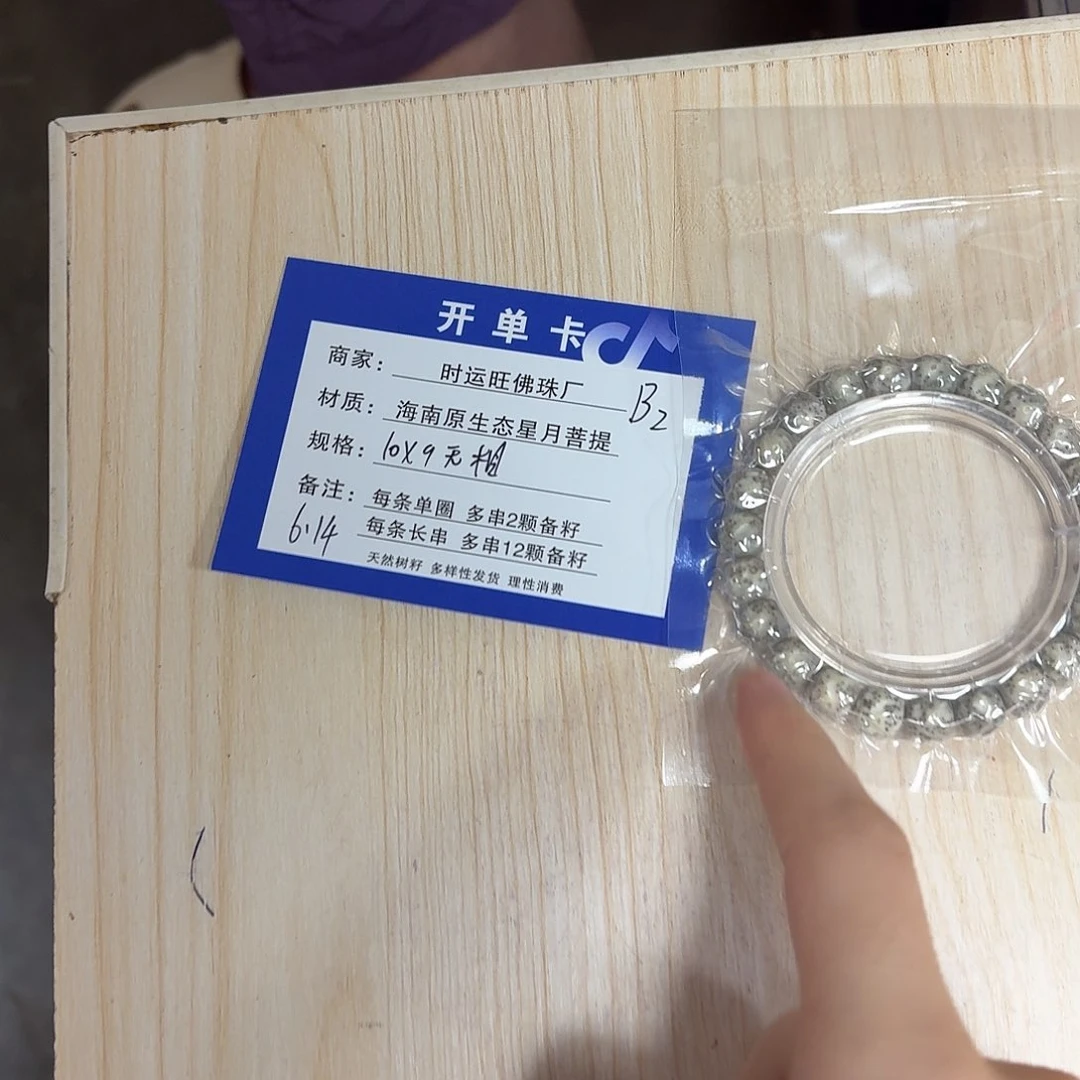 开单卡
商家: 时运旺佛珠厂 B2
材质: 海南原生态星月菩提
规格: 10X9无相
备注: 每条单圈 多串2颗备籽
6.14 每条长串 多串12颗备籽
天然树籽 多样性发货 理性消费